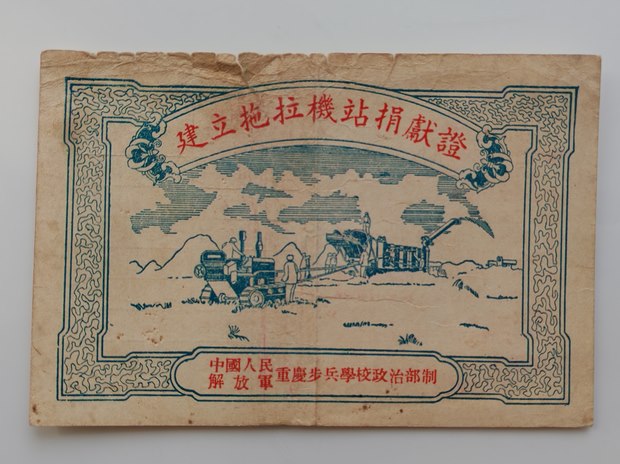 建立拖拉機站捐獻證
中國人民
解放軍
重慶步兵學校政治部制